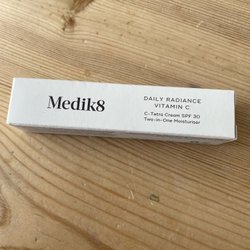 Medik8
DAILY RADIANCE
VITAMIN C
C-Tetra Cream SPF 30
Two-in-One Moisturiser